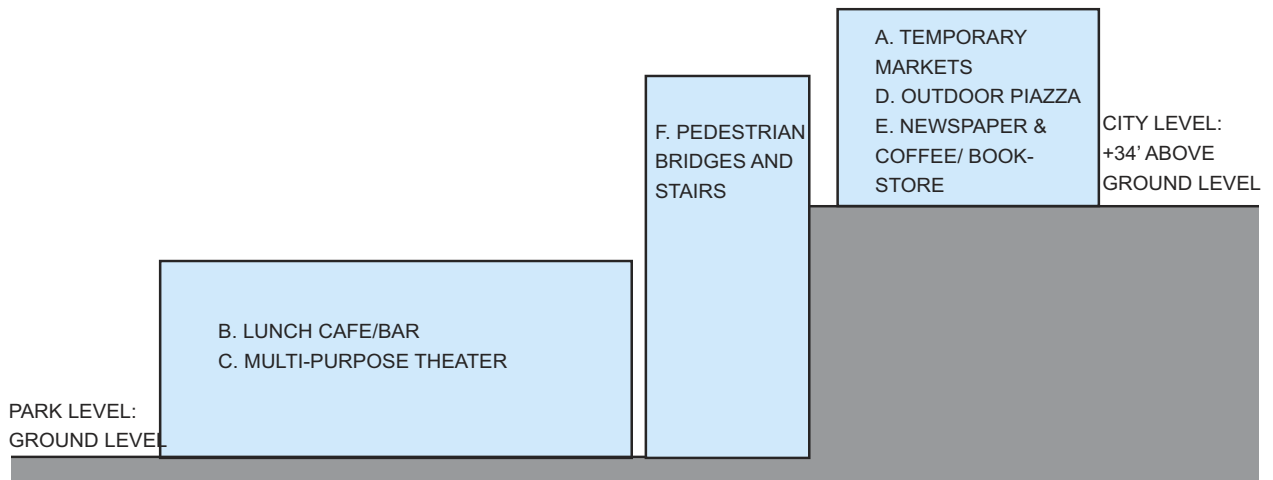 A. TEMPORARY
MARKETS
D. OUTDOOR PIAZZA
E. NEWSPAPER &
COFFEE/ BOOK-
STORE
CITY LEVEL:
+34’ ABOVE
GROUND LEVEL
F. PEDESTRIAN
BRIDGES AND
STAIRS
B. LUNCH CAFE/BAR
C. MULTI-PURPOSE THEATER
PARK LEVEL:
GROUND LEVEL